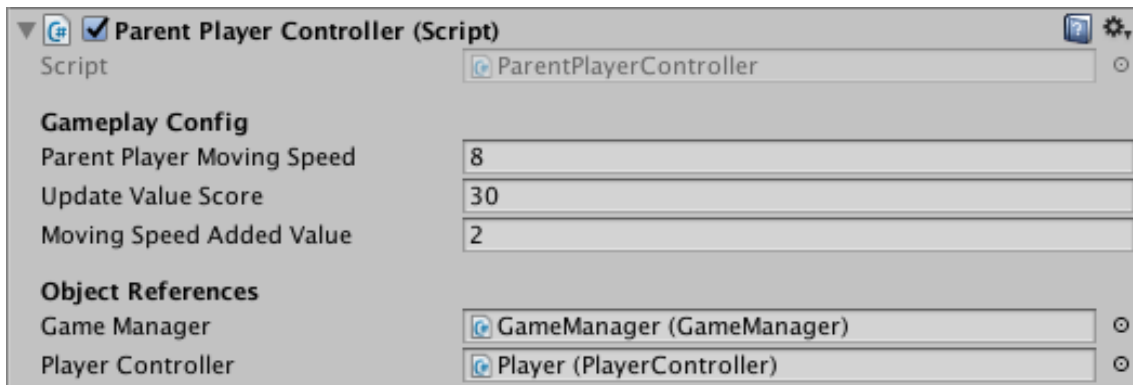 Parent Player Controller (Script)
Script ParentPlayerController
Gameplay Config
Parent Player Moving Speed 8
Update Value Score 30
Moving Speed Added Value 2
Object References
Game Manager GameManager (GameManager)
Player Controller Player (PlayerController)